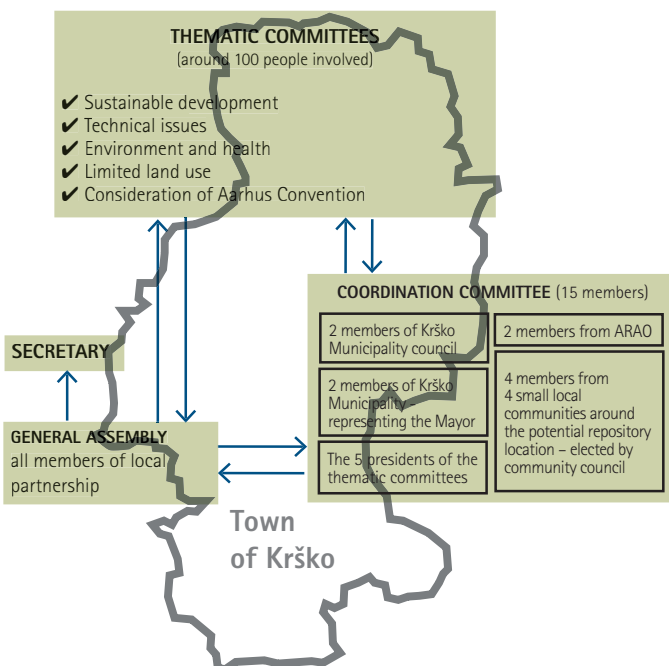 THEMATIC COMMITTEES
(around 100 people involved)
✔ Sustainable development
✔ Technical issues
✔ Environment and health
✔ Limited land use
✔ Consideration of Aarhus Convention
COORDINATION COMMITTEE (15 members)
2 members of Krško
Municipality council
2 members of Krško
Municipality –
representing the Mayor
The 5 presidents of the
thematic committees
2 members from ARAO
4 members from
4 small local
communities around
the potential repository
location – elected by
community council
SECRETARY
GENERAL ASSEMBLY
all members of local
partnership
Town
of Krško